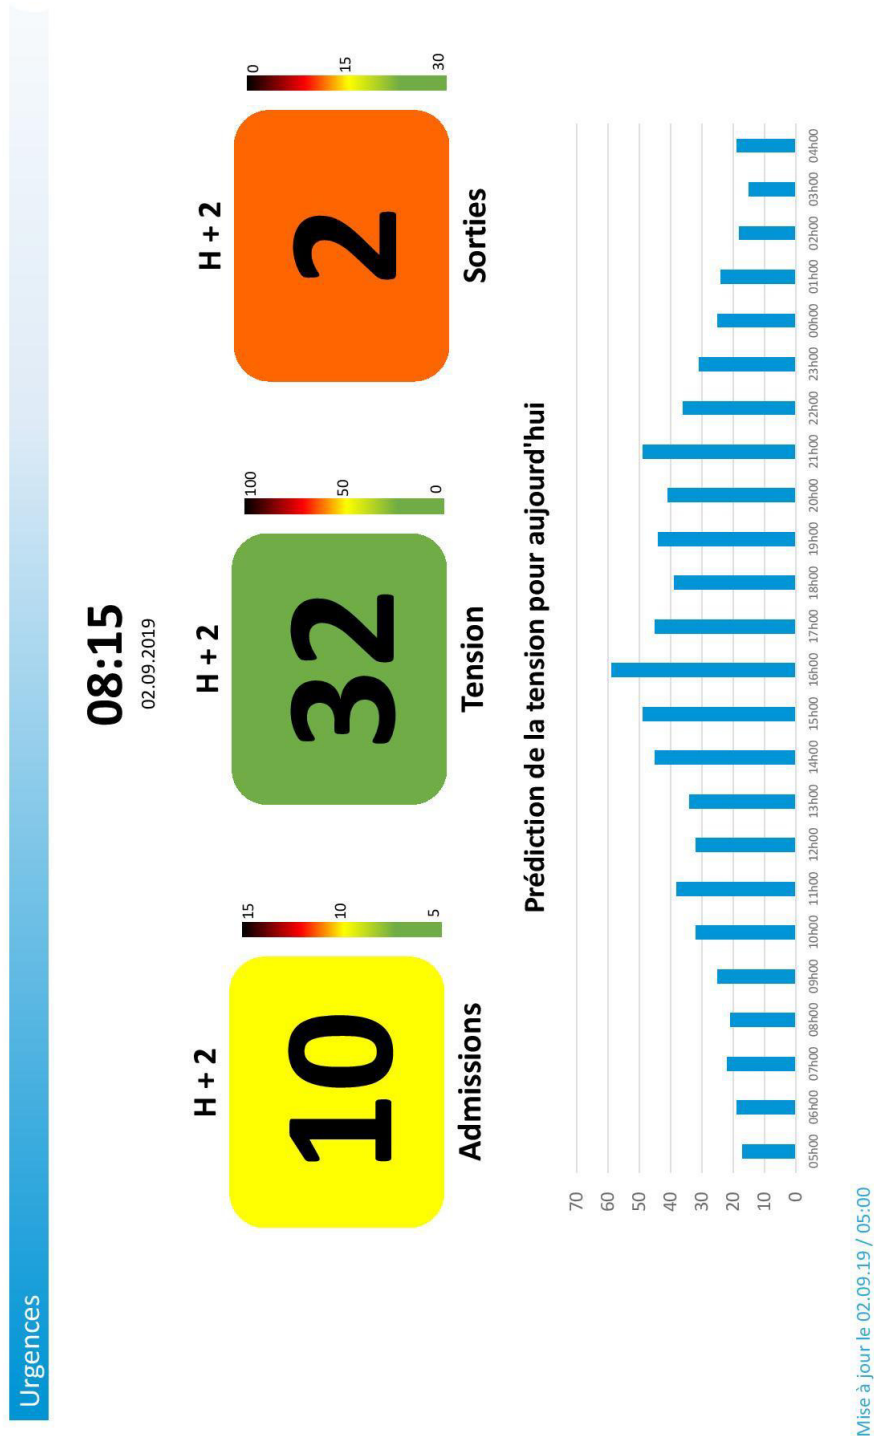 Urgences
08:15
02.09.2019
H + 2
H + 2
H + 2
10
15
10
5
32
100
50
0
2
0
15
30
Admissions
Tension
Sorties
Prédiction de la tension pour aujourd'hui
70
60
50
40
30
20
10
0
05h00 06h00 07h00 08h00 09h00 10h00 11h00 12h00 13h00 14h00 15h00 16h00 17h00 18h00 19h00 20h00 21h00 22h00 23h00 00h00 01h00 02h00 03h00 04h00
Mise à jour le 02.09.19 / 05:00